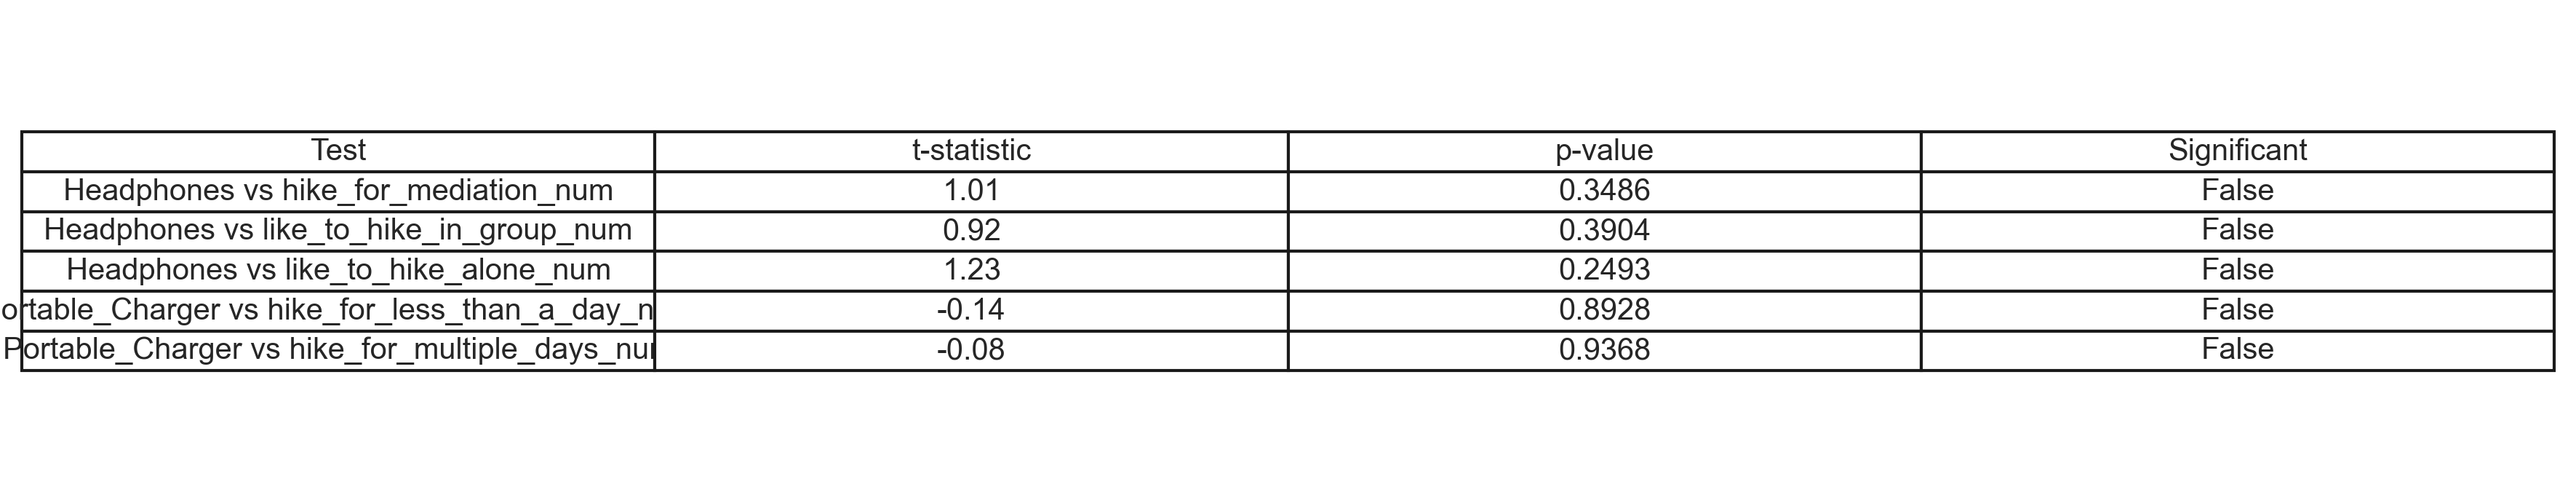 Test t-statistic p-value Significant
Headphones vs hike_for_mediation_num 1.01 0.3486 False
Headphones vs like_to_hike_in_group_num 0.92 0.3904 False
Headphones vs like_to_hike_alone_num 1.23 0.2493 False
ortable_Charger vs hike_for_less_than_a_day_n -0.14 0.8928 False
Portable_Charger vs hike_for_multiple_days_nu -0.08 0.9368 False